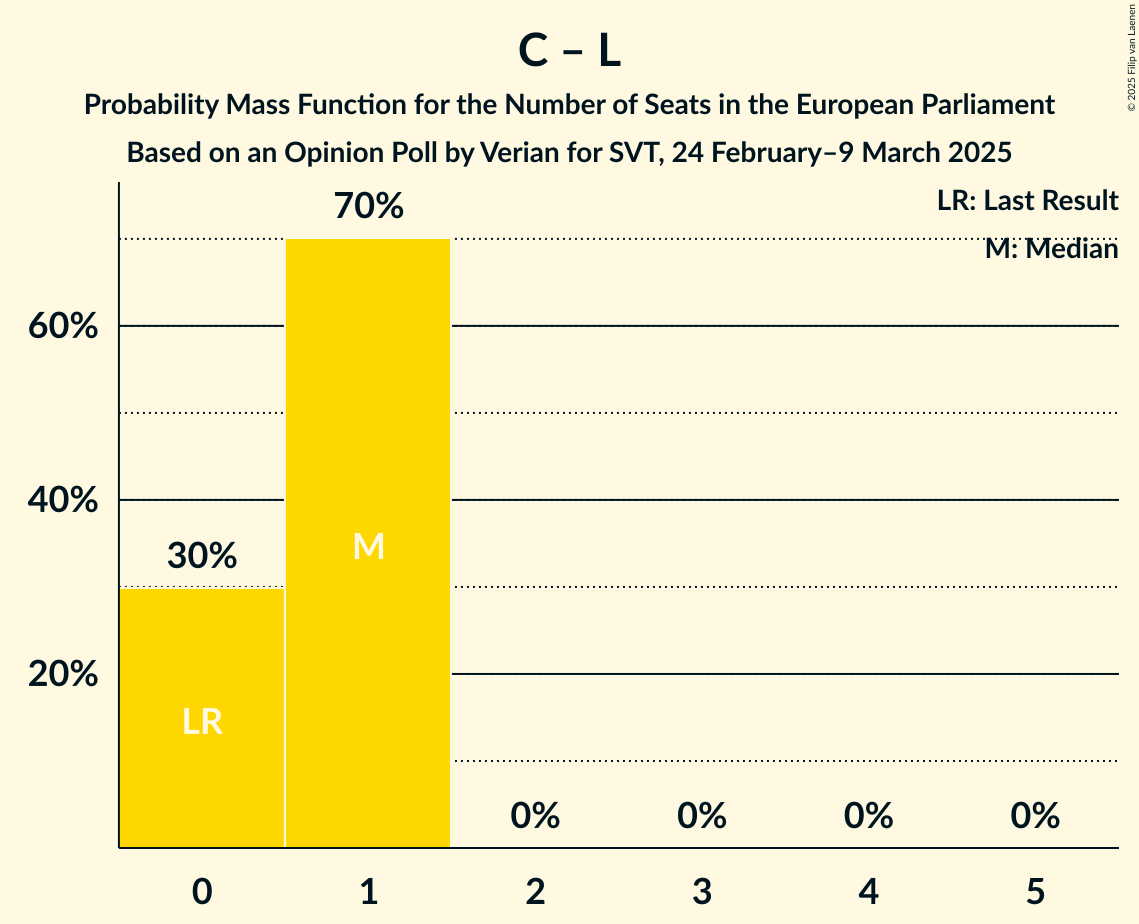 C – L
Probability Mass Function for the Number of Seats in the European Parliament
Based on an Opinion Poll by Verian for SVT, 24 February–9 March 2025
© 2025 Filip van Laenen
LR: Last Result
M: Median
70%
60%
40%
30%
M
20%
LR
0% 0% 0% 0%
0 1 2 3 4 5